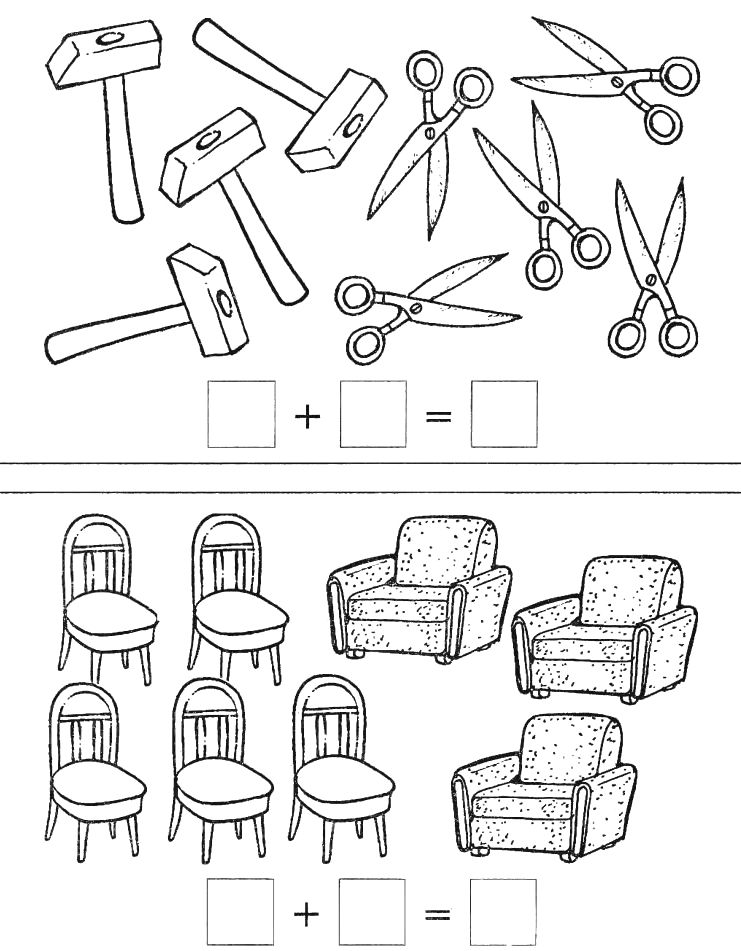 + =
+ =